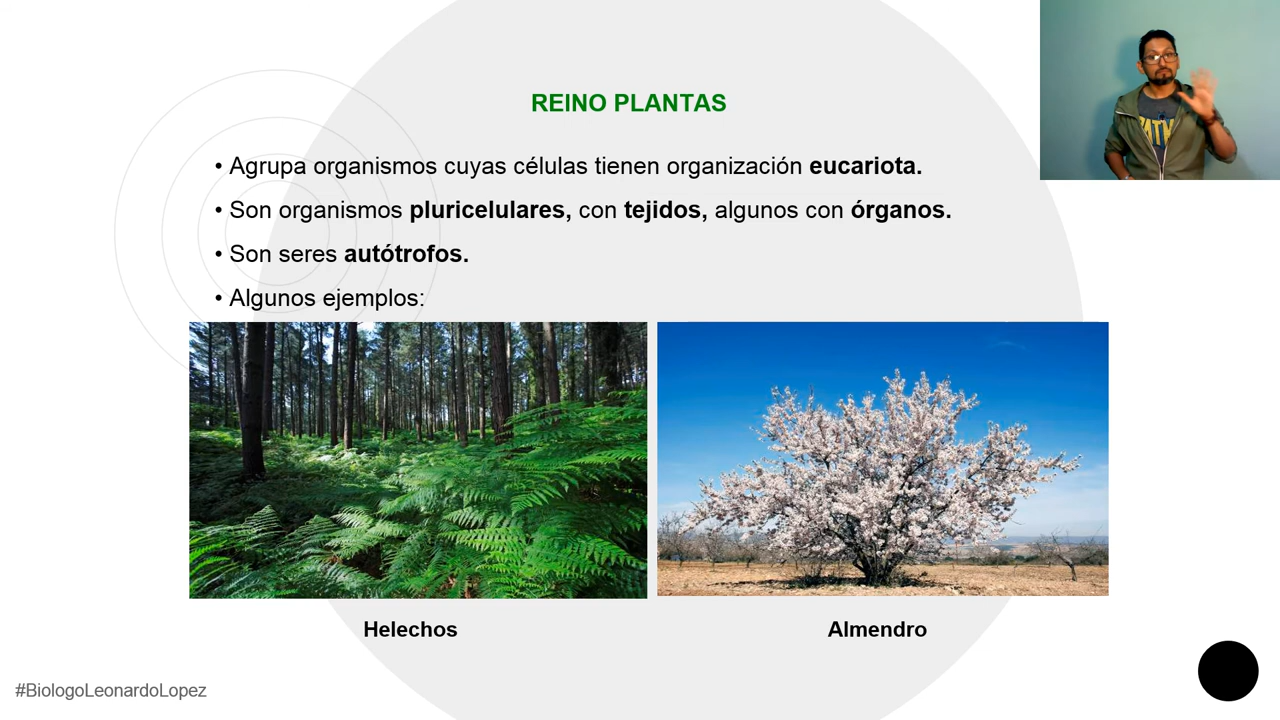 REINO PLANTAS
• Agrupa organismos cuyas células tienen organización eucariota.
• Son organismos pluricelulares, con tejidos, algunos con órganos.
• Son seres autótrofos.
• Algunos ejemplos:
Helechos
Almendro
#BiologoLeonardoLopez